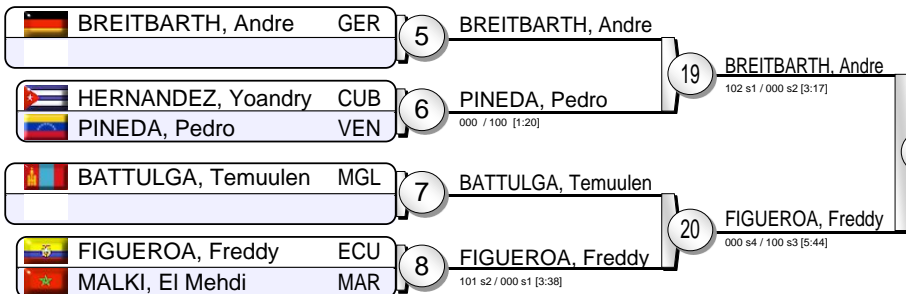 BREITBARTH, Andre GER
5
BREITBARTH, Andre
HERNANDEZ, Yoandry CUB
PINEDA, Pedro VEN
6
PINEDA, Pedro
000 / 100 [1:20]
19
BREITBARTH, Andre
102 s1 / 000 s2 [3:17]
BATTULGA, Temuulen MGL
7
BATTULGA, Temuulen
FIGUEROA, Freddy ECU
MALKI, El Mehdi MAR
8
FIGUEROA, Freddy
101 s2 / 000 s1 [3:38]
20
FIGUEROA, Freddy
000 s4 / 100 s3 [5:44]